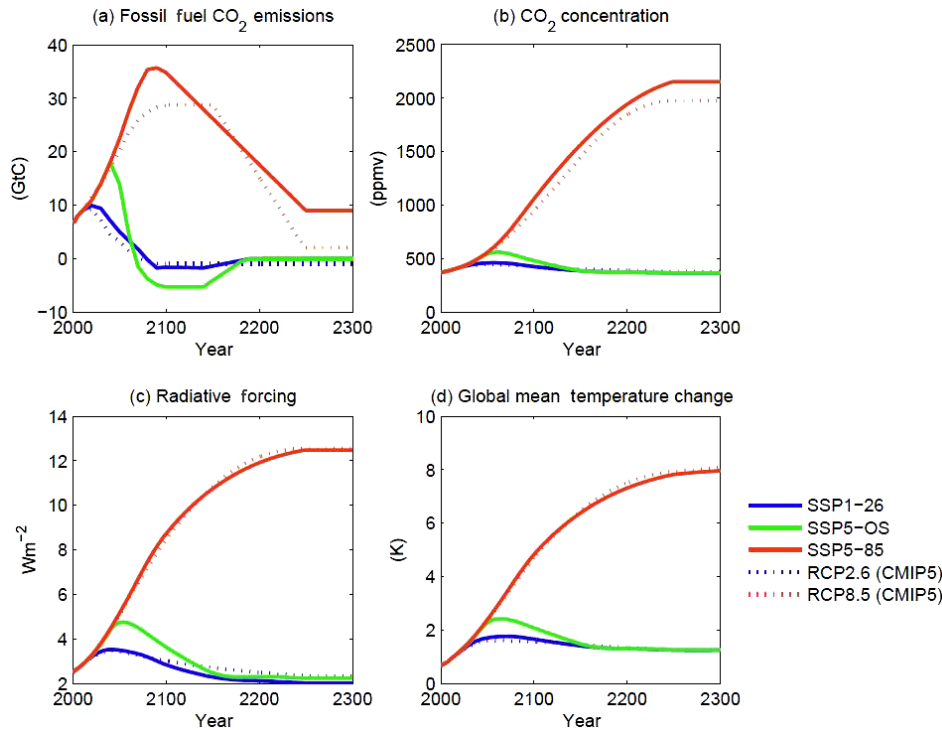 (a) Fossil fuel CO2 emissions
40
30
20
10
0
−10
(GtC)
2000 2100 2200 2300
Year
(b) CO2 concentration
2500
2000
1500
1000
500
0
(ppmv)
2000 2100 2200 2300
Year
(c) Radiative forcing
14
12
10
8
6
4
2
Wm−2
2000 2100 2200 2300
Year
(d) Global mean temperature change
10
8
6
4
2
0
(K)
2000 2100 2200 2300
Year
SSP1−26
SSP5−OS
SSP5−85
RCP2.6 (CMIP5)
RCP8.5 (CMIP5)